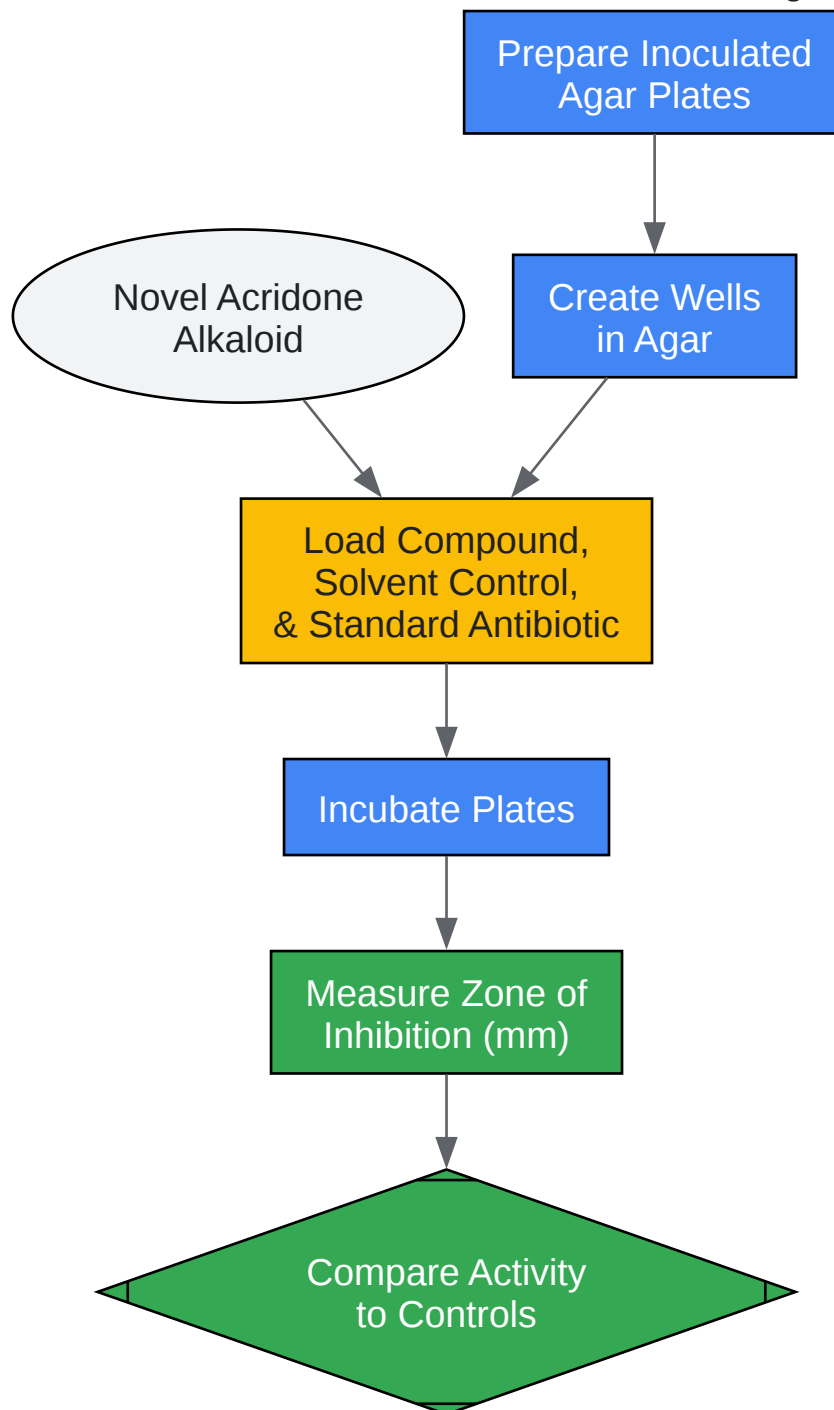 Prepare Inoculated
Agar Plates
Novel Acridone
Alkaloid
Create Wells
in Agar
Load Compound,
Solvent Control,
& Standard Antibiotic
Incubate Plates
Measure Zone of
Inhibition (mm)
Compare Activity
to Controls